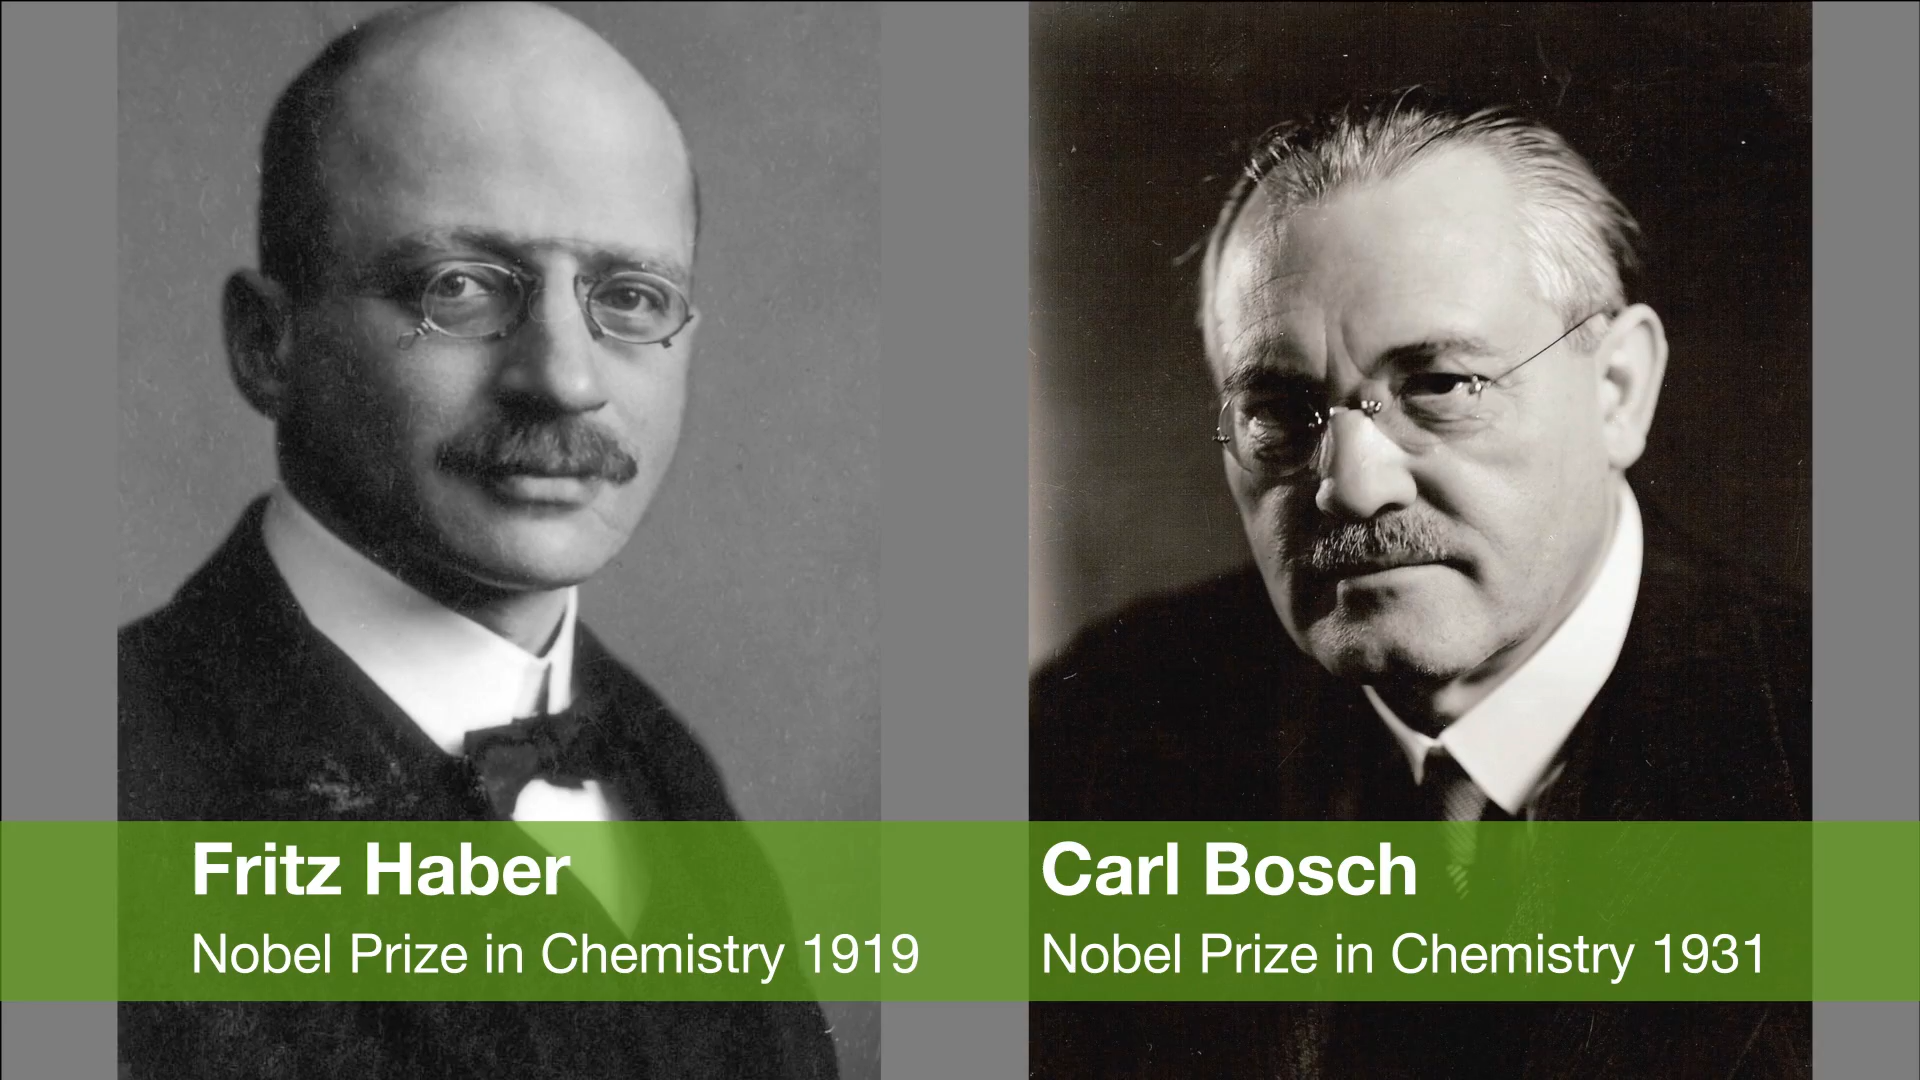 Fritz Haber
Nobel Prize in Chemistry 1919
Carl Bosch
Nobel Prize in Chemistry 1931